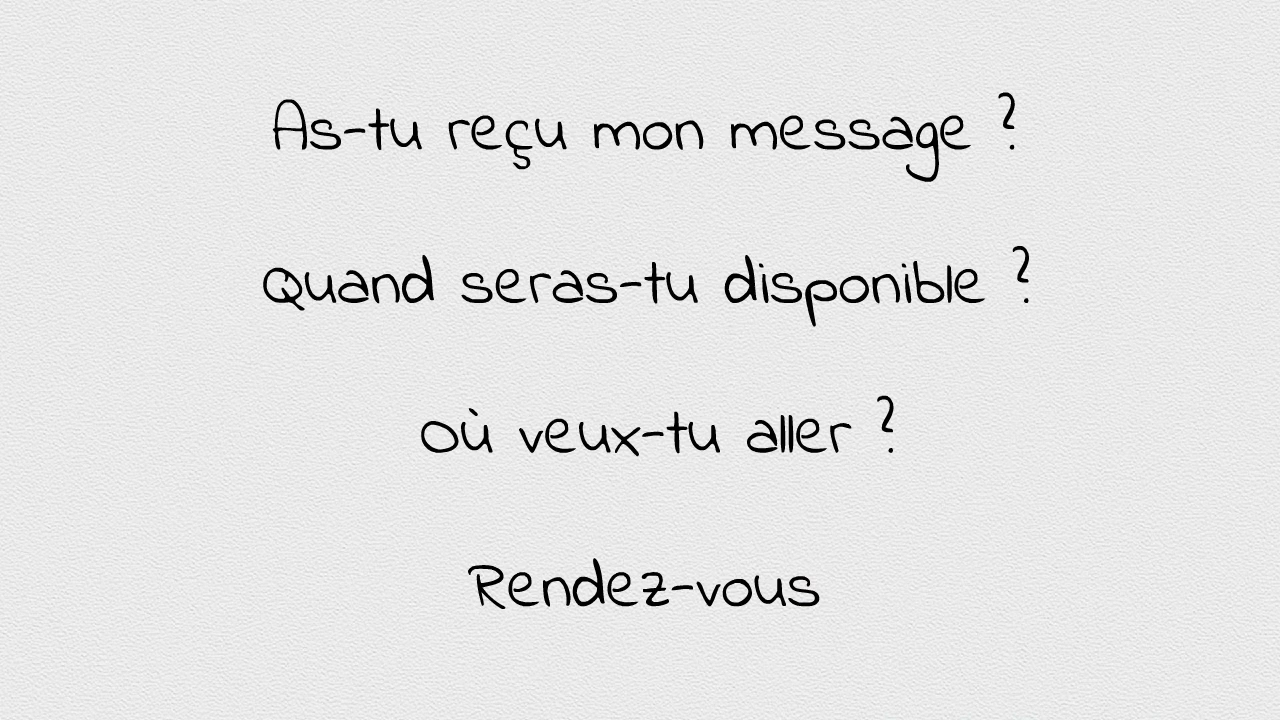 As-tu reçu mon message ?
Quand seras-tu disponible ?
où veux-tu aller ?
Rendez-vous